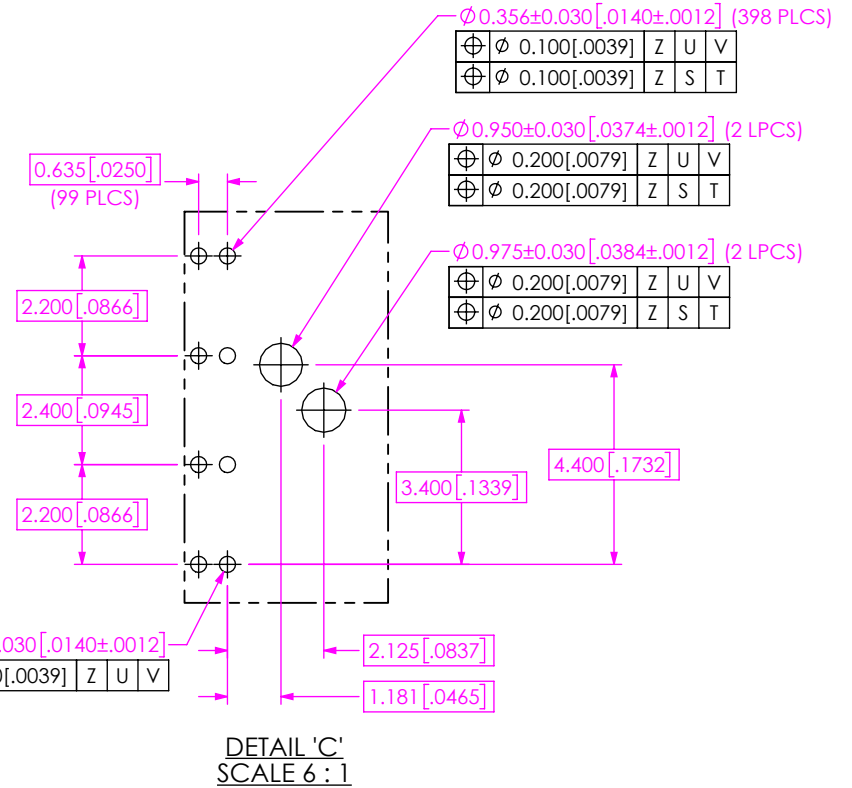 Ø0.356±0.030[.0140±.0012] (398 PLCS)
⌖ Ø 0.100[.0039] Z U V
⌖ Ø 0.100[.0039] Z S T
Ø0.950±0.030[.0374±.0012] (2 LPCS)
⌖ Ø 0.200[.0079] Z U V
⌖ Ø 0.200[.0079] Z S T
0.635[.0250]
(99 PLCS)
Ø0.975±0.030[.0384±.0012] (2 LPCS)
⌖ Ø 0.200[.0079] Z U V
⌖ Ø 0.200[.0079] Z S T
2.200[.0866]
2.400[.0945]
4.400[.1732]
3.400[.1339]
2.200[.0866]
.030[.0140±.0012]
[.0039] Z U V
2.125[.0837]
1.181[.0465]
DETAIL 'C'
SCALE 6 : 1